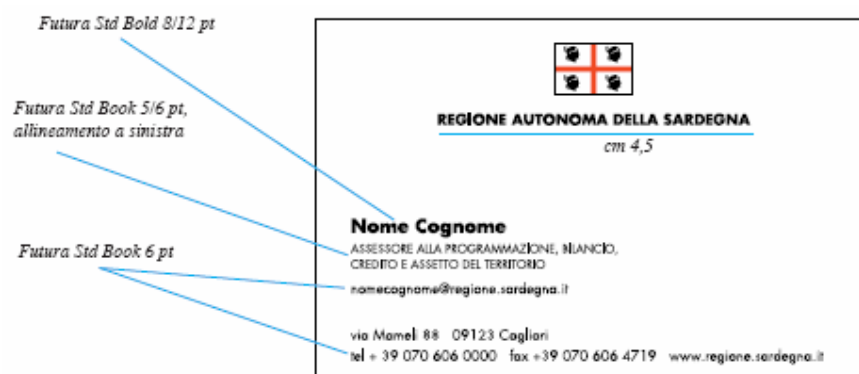 Futura Std Bold 8/12 pt
REGIONE AUTONOMA DELLA SARDEGNA
cm 4,5
Futura Std Book 5/6 pt,
allineamento a sinistra
Nome Cognome
ASSESSORE ALLA PROGRAMMAZIONE, BILANCIO,
CREDITO E ASSETTO DEL TERRITORIO
Futura Std Book 6 pt
nomecognome@regione.sardegna.it
via Mameli 88 09123 Cagliari
tel + 39 070 606 0000 fax +39 070 606 4719 www.regione.sardegna.it